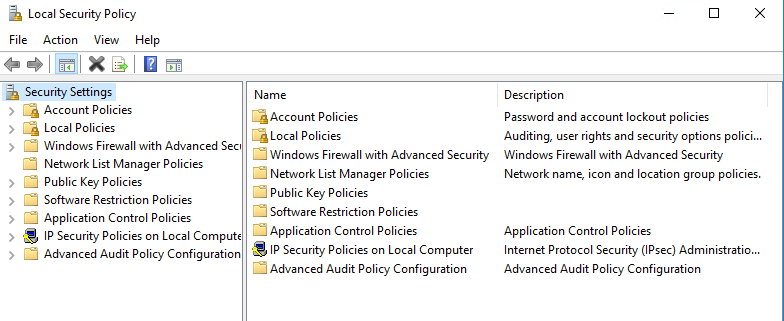 Local Security Policy
File Action View Help
Security Settings
Account Policies
Local Policies
Windows Firewall with Advanced Secu
Network List Manager Policies
Public Key Policies
Software Restriction Policies
Application Control Policies
IP Security Policies on Local Compute
Advanced Audit Policy Configuration
Name Description
Account Policies Password and account lockout policies
Local Policies Auditing, user rights and security options polici...
Windows Firewall with Advanced Security Windows Firewall with Advanced Security
Network List Manager Policies Network name, icon and location group policies.
Public Key Policies
Software Restriction Policies
Application Control Policies Application Control Policies
IP Security Policies on Local Computer Internet Protocol Security (IPsec) Administratio...
Advanced Audit Policy Configuration Advanced Audit Policy Configuration